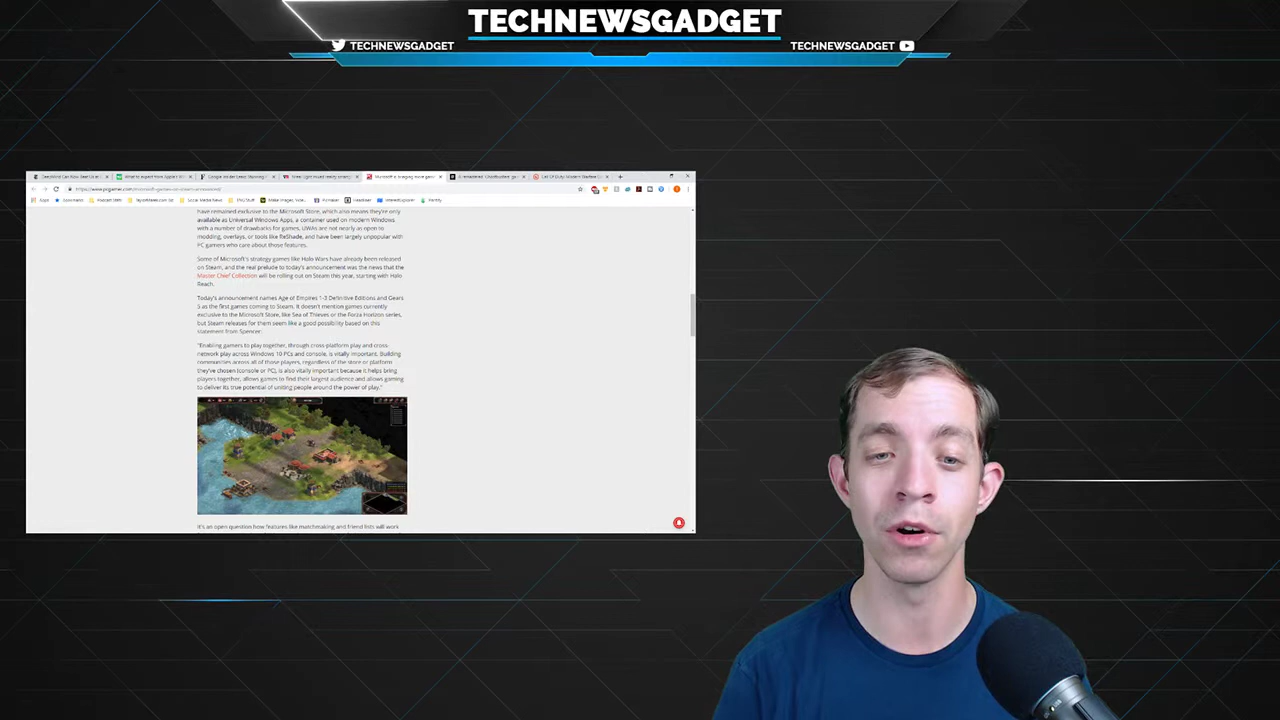 TECHNEWSGADGET
TECHNEWSGADGET
TECHNEWSGADGET
Apps
have remained exclusive to the Microsoft Store, which also means they're only
available as Universal Windows Apps, a container used on modern Windows
with a number of drawbacks for games. UWAs are not nearly as open to
modding, overlays, or tools like ReShade, and have been largely unpopular with
PC gamers who care about those features.
Some of Microsoft's strategy games like Halo Wars have already been released
on Steam, and the real prelude to today's announcement was the news that the
Master Chief Collection will be rolling out on Steam this year, starting with Halo
Reach.
Today's announcement names Age of Empires 1-3 Definitive Editions and Gears
5 as the first games coming to Steam. It doesn't mention games currently
exclusive to the Microsoft Store, like Sea of Thieves or the Forza Horizon series,
but Steam releases for them seem like a good possibility based on this
statement from Spencer:
"Enabling gamers to play together, through cross-platform play and cross-
network play across Windows 10 PCs and console, is vitally important. Building
communities across all of those players, regardless of the store or platform
they've chosen (console or PC), is also vitally important because it helps bring
players together, allows games to find their largest audience and allows gaming
to deliver its true potential of uniting people around the power of play."
It's an open question how features like matchmaking and friend lists will work